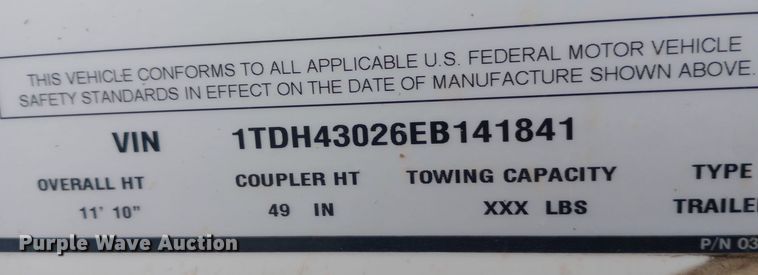 THIS VEHICLE CONFORMS TO ALL APPLICABLE U.S. FEDERAL MOTOR VEHICLE
SAFETY STANDARDS IN EFFECT ON THE DATE OF MANUFACTURE SHOWN ABOVE.
VIN 1TDH43026EB141841
OVERALL HT COUPLER HT TOWING CAPACITY TYPE
11' 10" 49 IN XXX LBS TRAILE
P/N 03
Purple Wave Auction